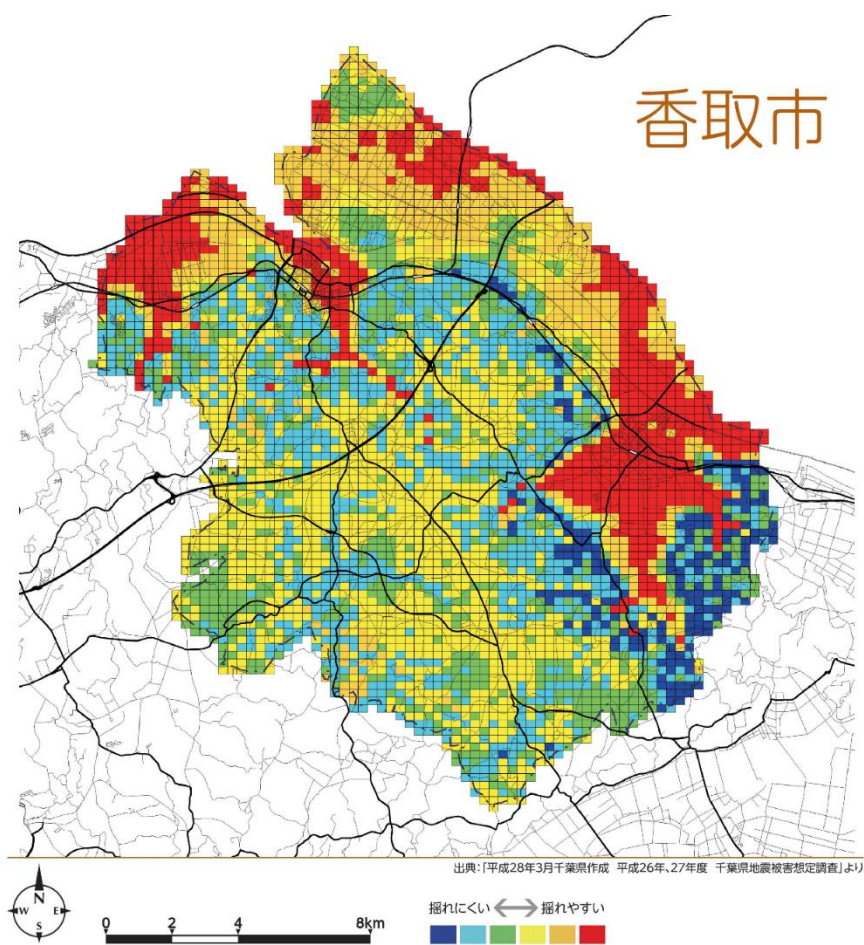 香取市
出典:「平成28年3月千葉県作成 平成26年、27年度 千葉県地震被害想定調査」より
N
W E
S
0 2 4 8km
揺れにくい ⟷ 揺れやすい